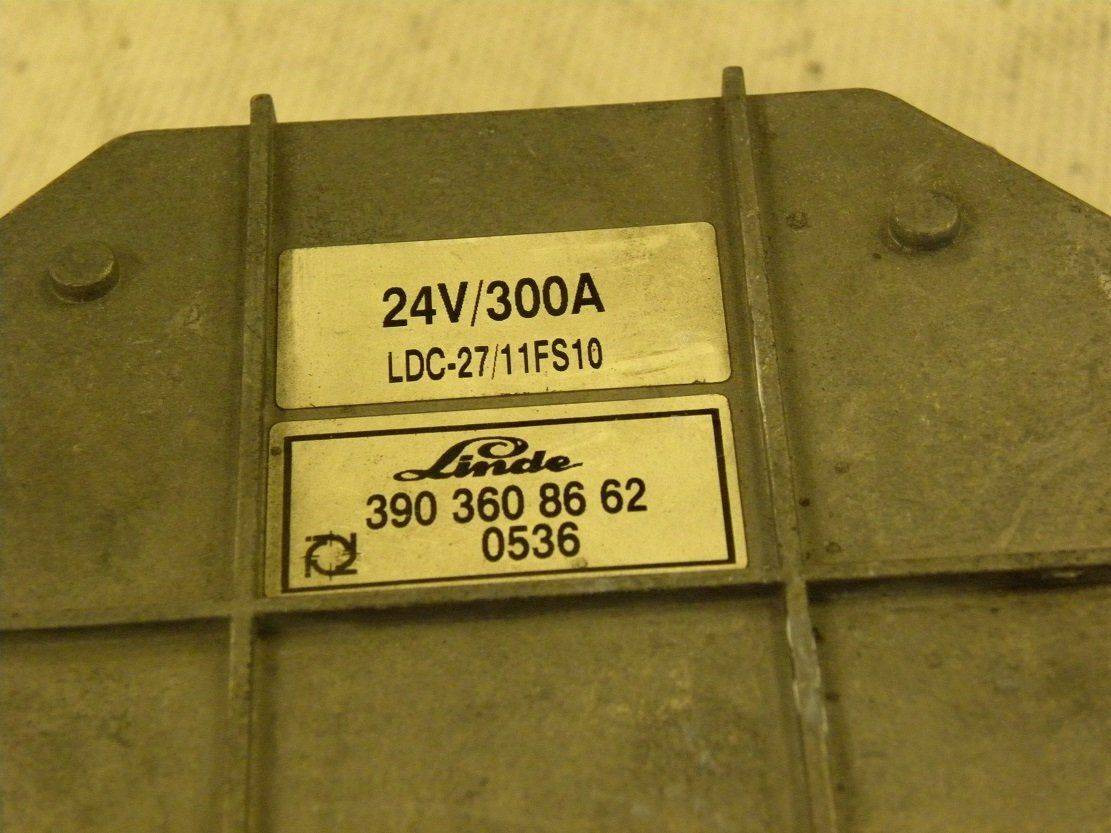 24V/300A
LDC-27/11FS10
Linde
390 360 86 62
0536